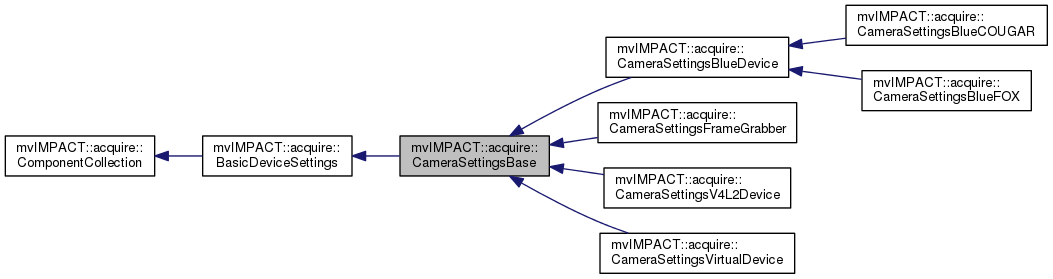 mvIMPACT::acquire::
ComponentCollection
mvIMPACT::acquire::
BasicDeviceSettings
mvIMPACT::acquire::
CameraSettingsBase
mvIMPACT::acquire::
CameraSettingsBlueDevice
mvIMPACT::acquire::
CameraSettingsBlueCOUGAR
mvIMPACT::acquire::
CameraSettingsBlueFOX
mvIMPACT::acquire::
CameraSettingsFrameGrabber
mvIMPACT::acquire::
CameraSettingsV4L2Device
mvIMPACT::acquire::
CameraSettingsVirtualDevice